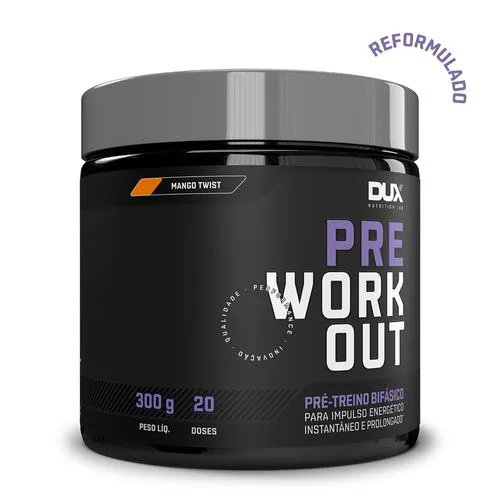 REFORMULADO
MANGO TWIST
DUX
NUTRITION LAB
PRE
WORK
OUT
QUALIDADE · PERFORMANCE · INOVAÇÃO ·
PRÉ-TREINO BIFÁSICO
PARA IMPULSO ENERGÉTICO
INSTANTÂNEO E PROLONGADO
300 g 20
PESO LÍQ. DOSES